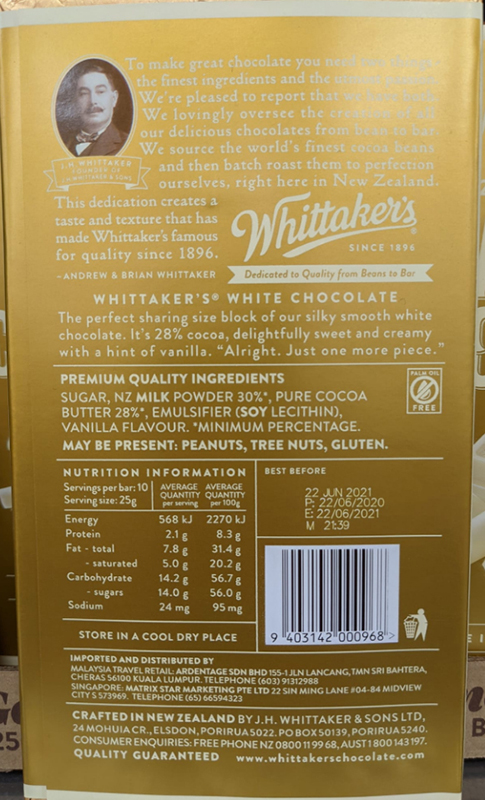 To make great chocolate you need two things,
the finest ingredients and the
We're pleased to report that we have both.
We lovingly oversee the creation of all
our delicious chocolates from bean to bar.
We source the world's finest cocoa beans
and then batch roast them to perfection
ourselves, right here in New Zealand.
J.H. WHITTAKER
FOUNDER OF
J.H. WHITTAKER & SONS
This dedication creates a
taste and texture that has
made Whittaker's famous
for quality since 1896.
- ANDREW & BRIAN WHITTAKER
Whittaker's
SINCE 1896
Dedicated to Quality from Beans to Bar
WHITTAKER'S® WHITE CHOCOLATE
The perfect sharing size block of our silky smooth white
chocolate. It's 28% cocoa, delightfully sweet and creamy
with a hint of vanilla. "Alright. Just one more piece."
PREMIUM QUALITY INGREDIENTS
SUGAR, NZ MILK POWDER 30%*, PURE COCOA
BUTTER 28%*, EMULSIFIER (SOY LECITHIN),
VANILLA FLAVOUR. *MINIMUM PERCENTAGE.
MAY BE PRESENT: PEANUTS, TREE NUTS, GLUTEN.
PALM OIL
FREE
NUTRITION INFORMATION
Servings per bar: 10 AVERAGE AVERAGE
Serving size: 25g QUANTITY QUANTITY
per serving per 100g
Energy 568 kJ 2270 kJ
Protein 2.1 g 8.3 g
Fat - total 7.8 g 31.4 g
- saturated 5.0 g 20.2 g
Carbohydrate 14.2 g 56.7 g
- sugars 14.0 g 56.0 g
Sodium 24 mg 95 mg
STORE IN A COOL DRY PLACE
BEST BEFORE
22 JUN 2021
P: 22/06/2020
E: 22/06/2021
M 21:39
9 403142 000968 >
IMPORTED AND DISTRIBUTED BY
MALAYSIA TRAVEL RETAIL: ARDENTAGE SDN BHD 155-1 JLN LANCANG, TMN SRI BAHTERA,
CHERAS 56100 KUALA LUMPUR. TELEPHONE (603) 91312988
SINGAPORE: MATRIX STAR MARKETING PTE LTD 22 SIN MING LANE #04-84 MIDVIEW
CITY S 573969. TELEPHONE (65) 66594323
CRAFTED IN NEW ZEALAND BY J.H. WHITTAKER & SONS LTD,
24 MOHUIA CR., ELSDON, PORIRUA 5022. PO BOX 50139, PORIRUA 5240.
CONSUMER ENQUIRIES: FREE PHONE NZ 0800 11 99 68, AUST 1 800 143 197.
QUALITY GUARANTEED www.whittakerschocolate.com